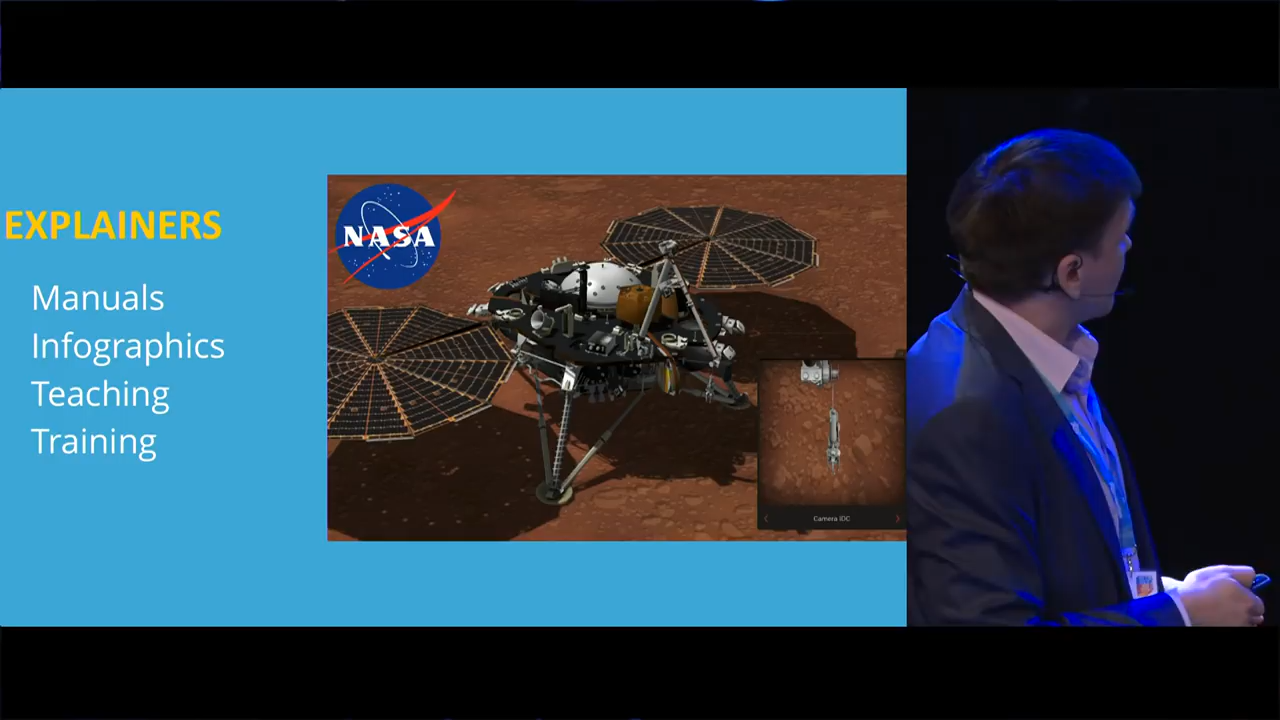 EXPLAINERS
Manuals
Infographics
Teaching
Training
NASA
Camera IDC